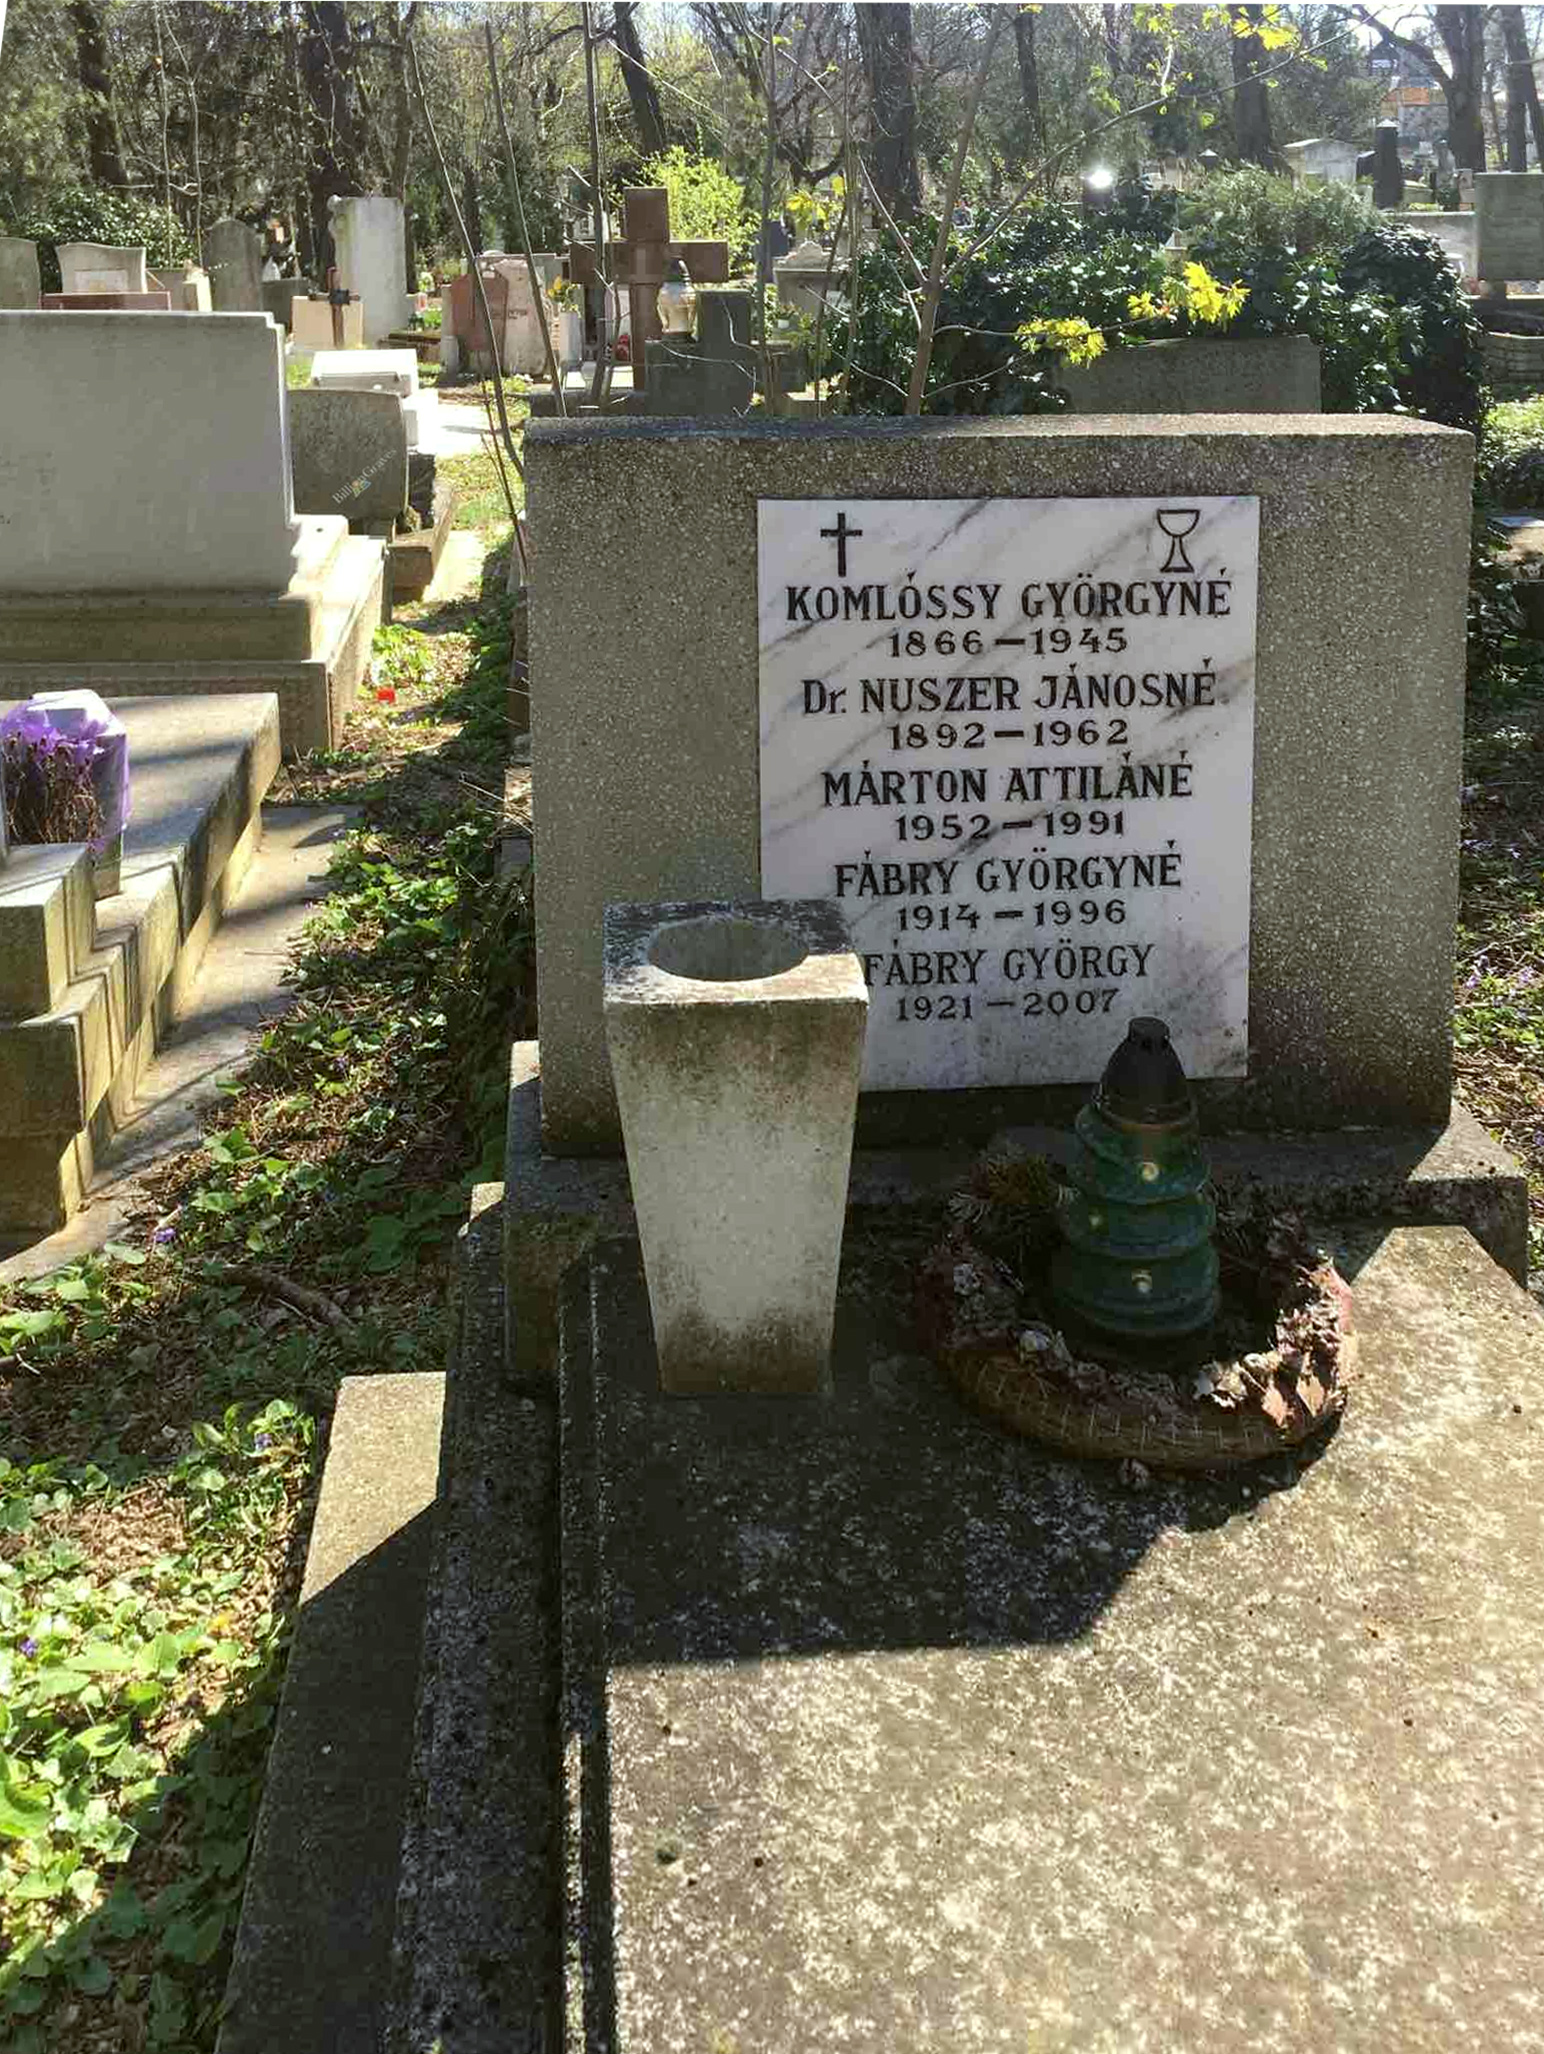 KOMLÓSSY GYÖRGYNÉ
1866 – 1945
Dr. NUSZER JÁNOSNÉ
1892 – 1962
MÁRTON ATTILÁNÉ
1952 – 1991
FÁBRY GYÖRGYNÉ
1914 – 1996
FÁBRY GYÖRGY
1921 – 2007
BillionGraves